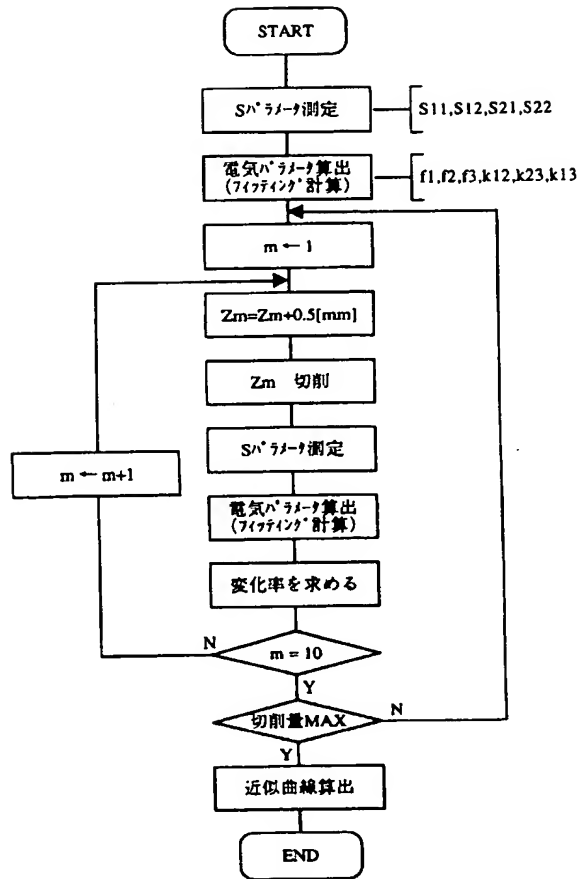 START
Sパラメータ測定
S11,S12,S21,S22
電気パラメータ算出
(フィッティング計算)
f1,f2,f3,k12,k23,k13
m ← 1
Zm=Zm+0.5[mm]
Zm 切削
Sパラメータ測定
m ← m+1
電気パラメータ算出
(フィッティング計算)
変化率を求める
N
m = 10
Y
切削量MAX
N
Y
近似曲線算出
END